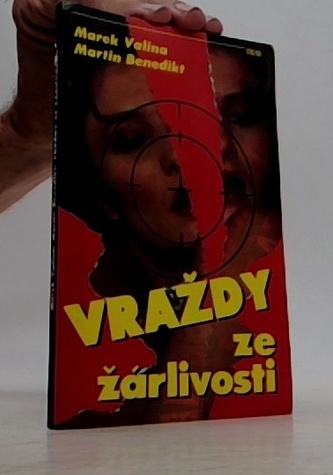 Marek Valina
Martin Benedikt
VRAŽDY
ze
žárlivosti